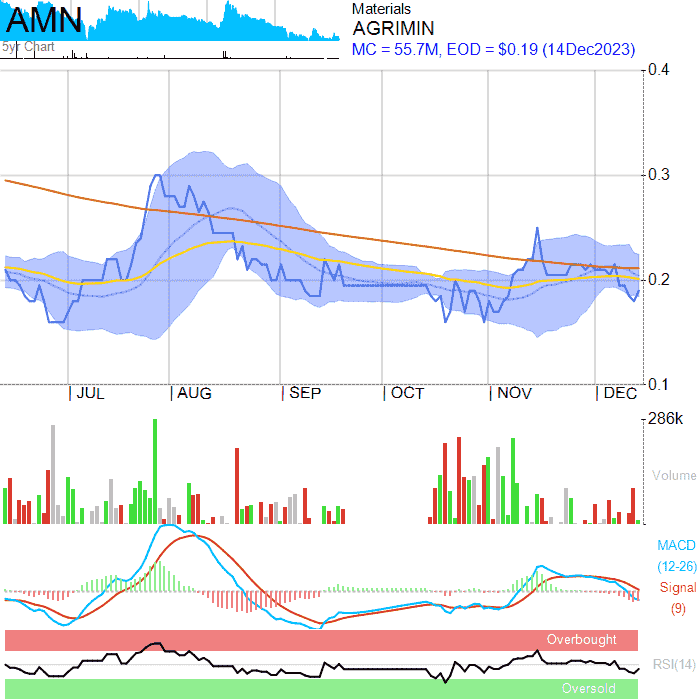 AMN
5yr Chart
Materials
AGRIMIN
MC = 55.7M, EOD = $0.19 (14Dec2023)
0.4
0.3
0.2
0.1
JUL
AUG
SEP
OCT
NOV
DEC
286k
Volume
MACD
(12-26)
Signal
(9)
Overbought
RSI(14)
Oversold